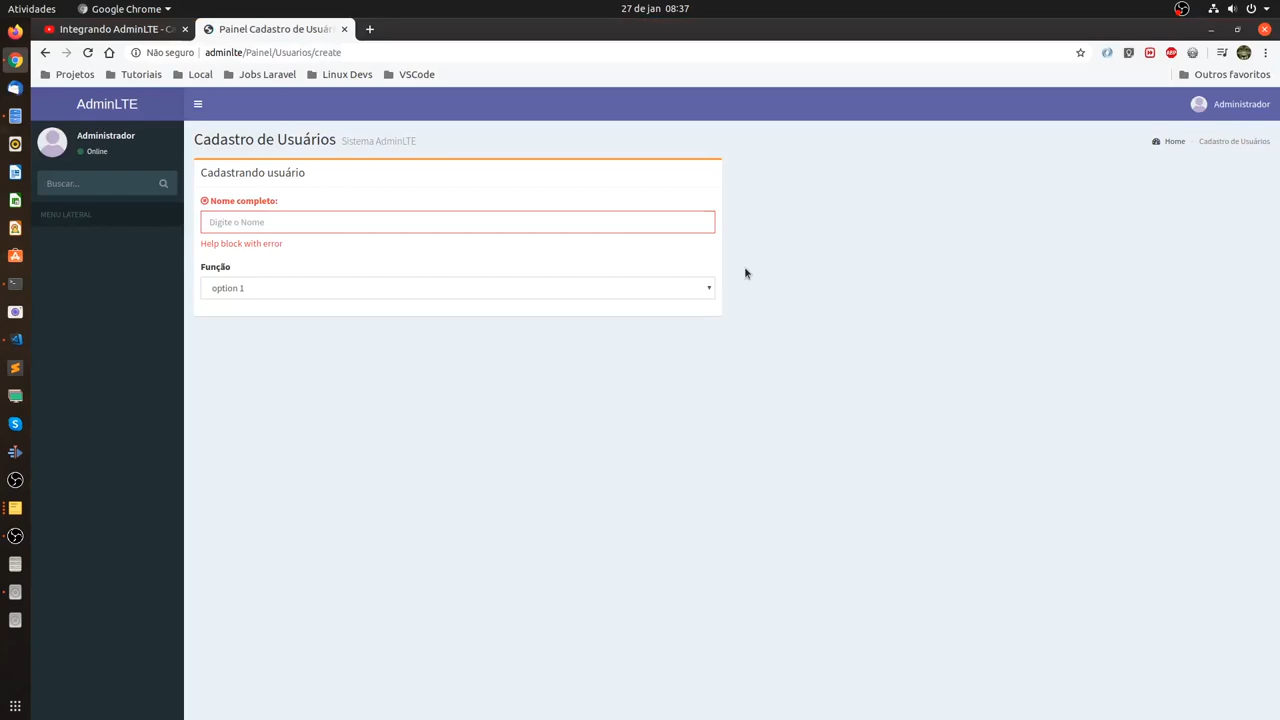 Atividades
Google Chrome
27 de jan 08:37
Integrando AdminLTE - C
Painel Cadastro de Usuár
Não seguro
adminlte/Painel/Usuarios/create
Projetos
Tutoriais
Local
Jobs Laravel
Linux Devs
VSCode
Outros favoritos
AdminLTE
Administrador
Administrador
Online
Cadastro de Usuários Sistema AdminLTE
Home
Cadastro de Usuários
Buscar...
MENU LATERAL
Cadastrando usuário
Nome completo:
Digite o Nome
Help block with error
Função
option 1